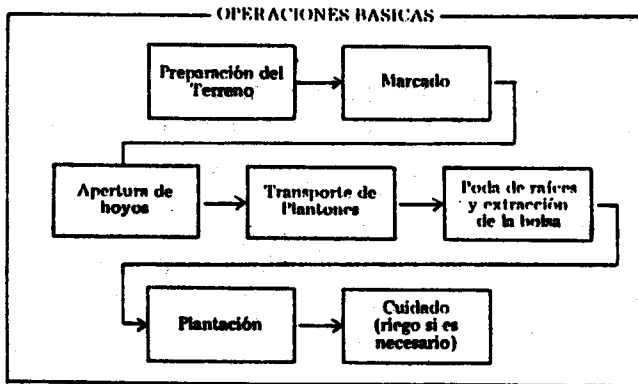 OPERACIONES BASICAS
Preparación del
Terreno
Marcado
Apertura de
hoyos
Transporte de
Plantones
Poda de raíces
y extracción
de la bolsa
Plantación
Cuidado
(riego si es
necesario)